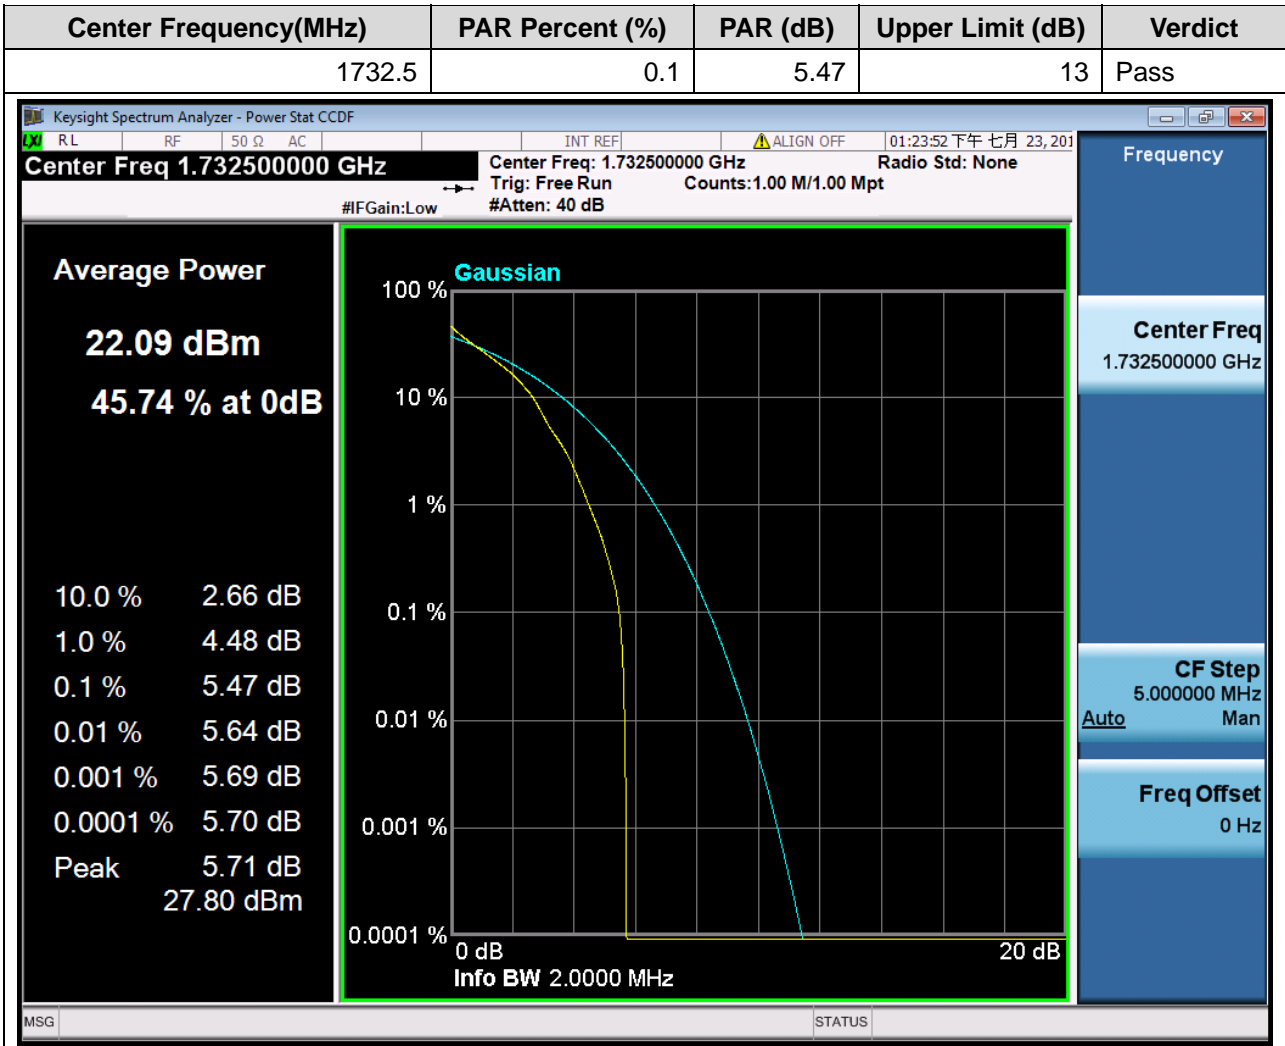 Center Frequency(MHz) PAR Percent (%) PAR (dB) Upper Limit (dB) Verdict
1732.5 0.1 5.47 13 Pass
Keysight Spectrum Analyzer - Power Stat CCDF
LXI RL RF 50 Ω AC INT REF ALIGN OFF 01:23:52 下午 七月 23, 201
Center Freq 1.732500000 GHz
#IFGain:Low
Center Freq: 1.732500000 GHz Radio Std: None
Trig: Free Run Counts:1.00 M/1.00 Mpt
#Atten: 40 dB
Average Power
22.09 dBm
45.74 % at 0dB
10.0 % 2.66 dB
1.0 % 4.48 dB
0.1 % 5.47 dB
0.01 % 5.64 dB
0.001 % 5.69 dB
0.0001 % 5.70 dB
Peak 5.71 dB
27.80 dBm
Gaussian
100 %
10 %
1 %
0.1 %
0.01 %
0.001 %
0.0001 %
0 dB 20 dB
Info BW 2.0000 MHz
Frequency
Center Freq
1.732500000 GHz
CF Step
5.000000 MHz
Auto Man
Freq Offset
0 Hz
MSG STATUS